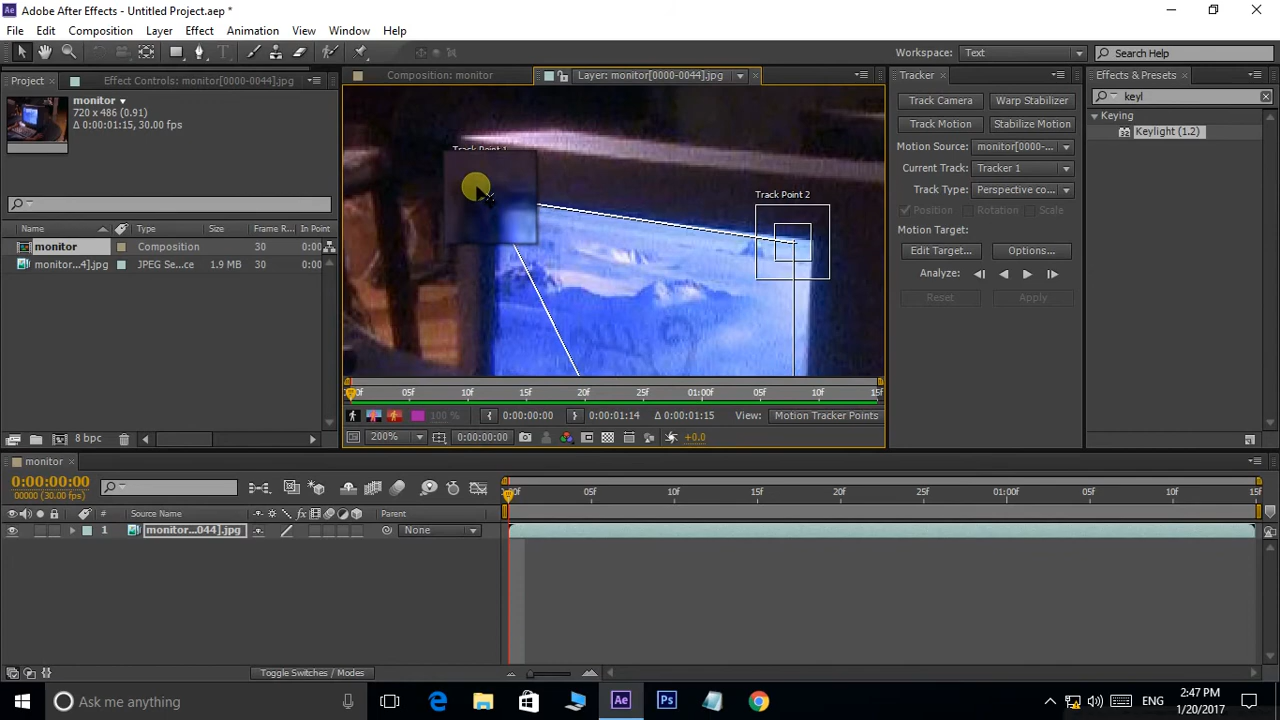 Adobe After Effects - Untitled Project.aep *
File Edit Composition Layer Effect Animation View Window Help
Workspace: Text Search Help
Project Effect Controls: monitor[0000-0044].jpg
Composition: monitor Layer: monitor[0000-0044].jpg
Tracker Effects & Presets
monitor
720 x 486 (0.91)
Δ 0:00:01:15, 30.00 fps
Track Camera Warp Stabilizer
Track Motion Stabilize Motion
Motion Source: monitor[0000-...
Current Track: Tracker 1
Track Type: Perspective co...
Position Rotation Scale
Motion Target:
Edit Target... Options...
Analyze:
Reset Apply
keyl
Keying
Keylight (1.2)
Track Point 1
Track Point 2
Name Type Size Frame R... In Point
monitor Composition 30
monitor...4].jpg JPEG Se...ce 1.9 MB 30
8 bpc
05f 10f 15f 20f 01:00f 05f 10f 15f
100 % 0:00:00:00 0:00:01:14 Δ 0:00:01:15 View: Motion Tracker Points
200% 0:00:00:00 +0.0
monitor
0:00:00:00
00000 (30.00 fps)
05f 10f 15f 20f 01:00f 05f 10f 15f
# Source Name Parent
1 monitor...044].jpg None
Toggle Switches / Modes
Ask me anything
Ae Ps
ENG
2:47 PM
1/20/2017